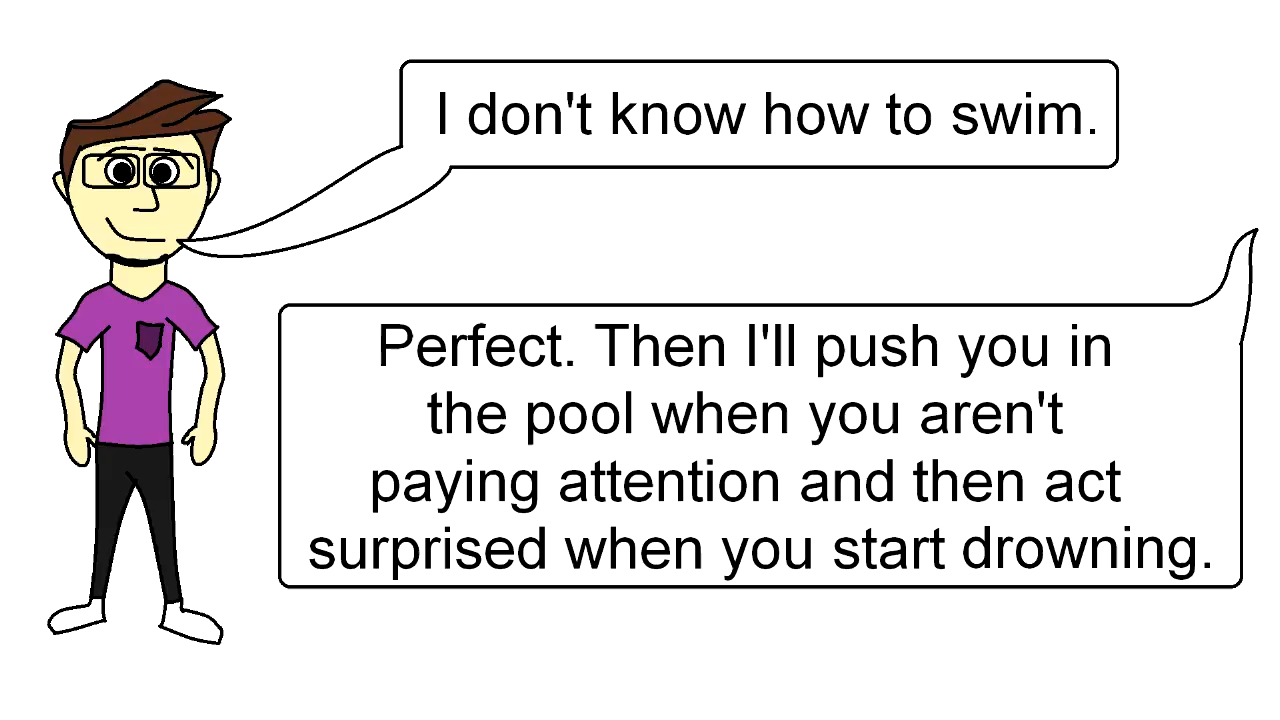 I don't know how to swim.
Perfect. Then I'll push you in
the pool when you aren't
paying attention and then act
surprised when you start drowning.